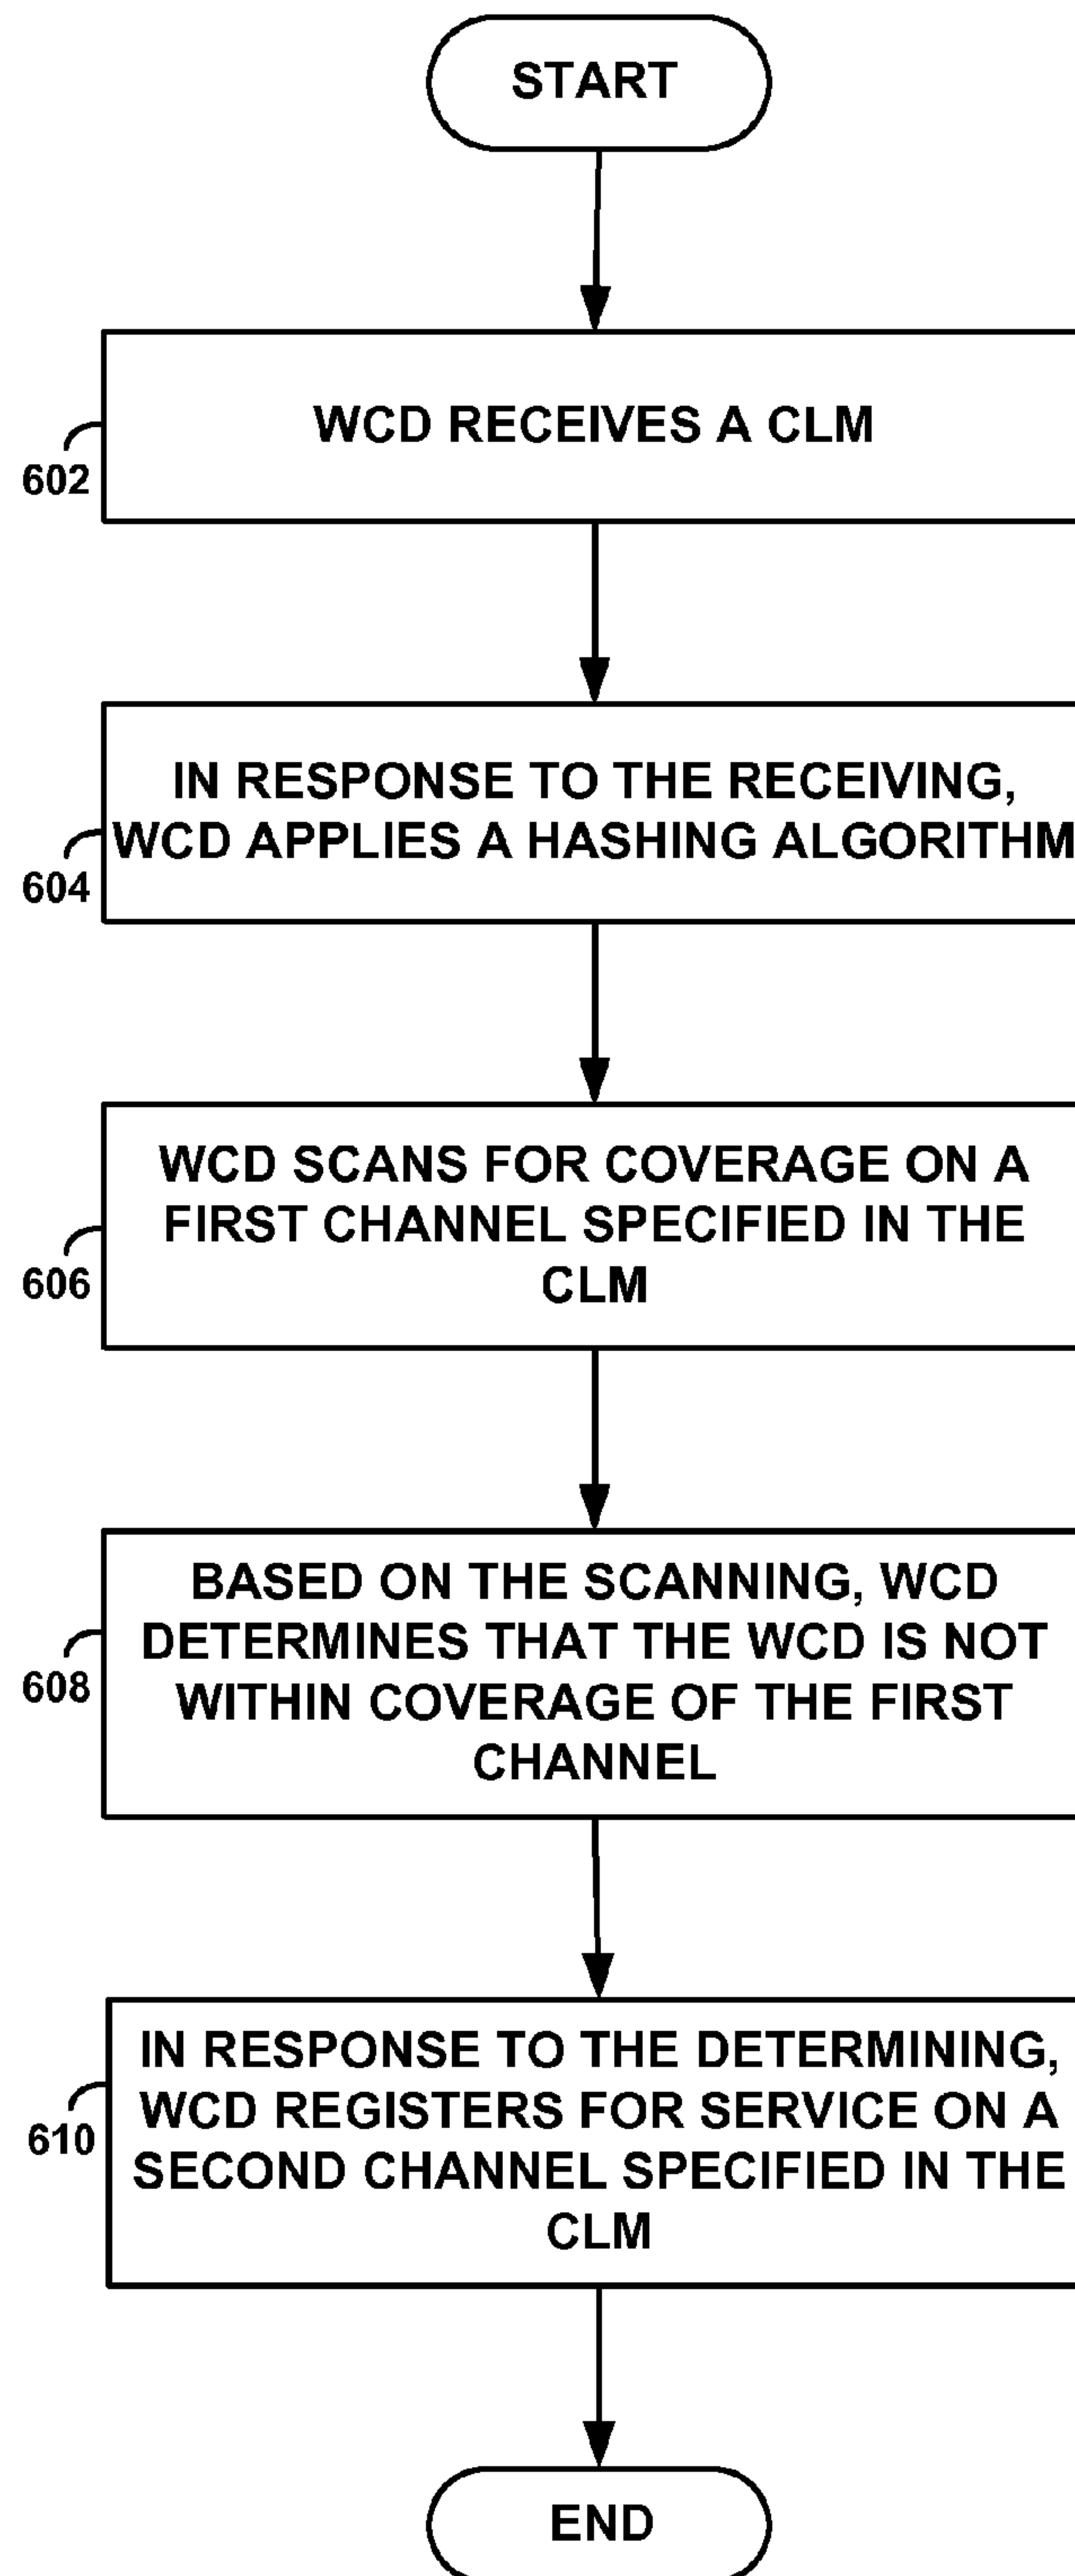 START
WCD RECEIVES A CLM
602
IN RESPONSE TO THE RECEIVING,
WCD APPLIES A HASHING ALGORITHM
604
WCD SCANS FOR COVERAGE ON A
FIRST CHANNEL SPECIFIED IN THE
CLM
606
BASED ON THE SCANNING, WCD
DETERMINES THAT THE WCD IS NOT
WITHIN COVERAGE OF THE FIRST
CHANNEL
608
IN RESPONSE TO THE DETERMINING,
WCD REGISTERS FOR SERVICE ON A
SECOND CHANNEL SPECIFIED IN THE
CLM
610
END